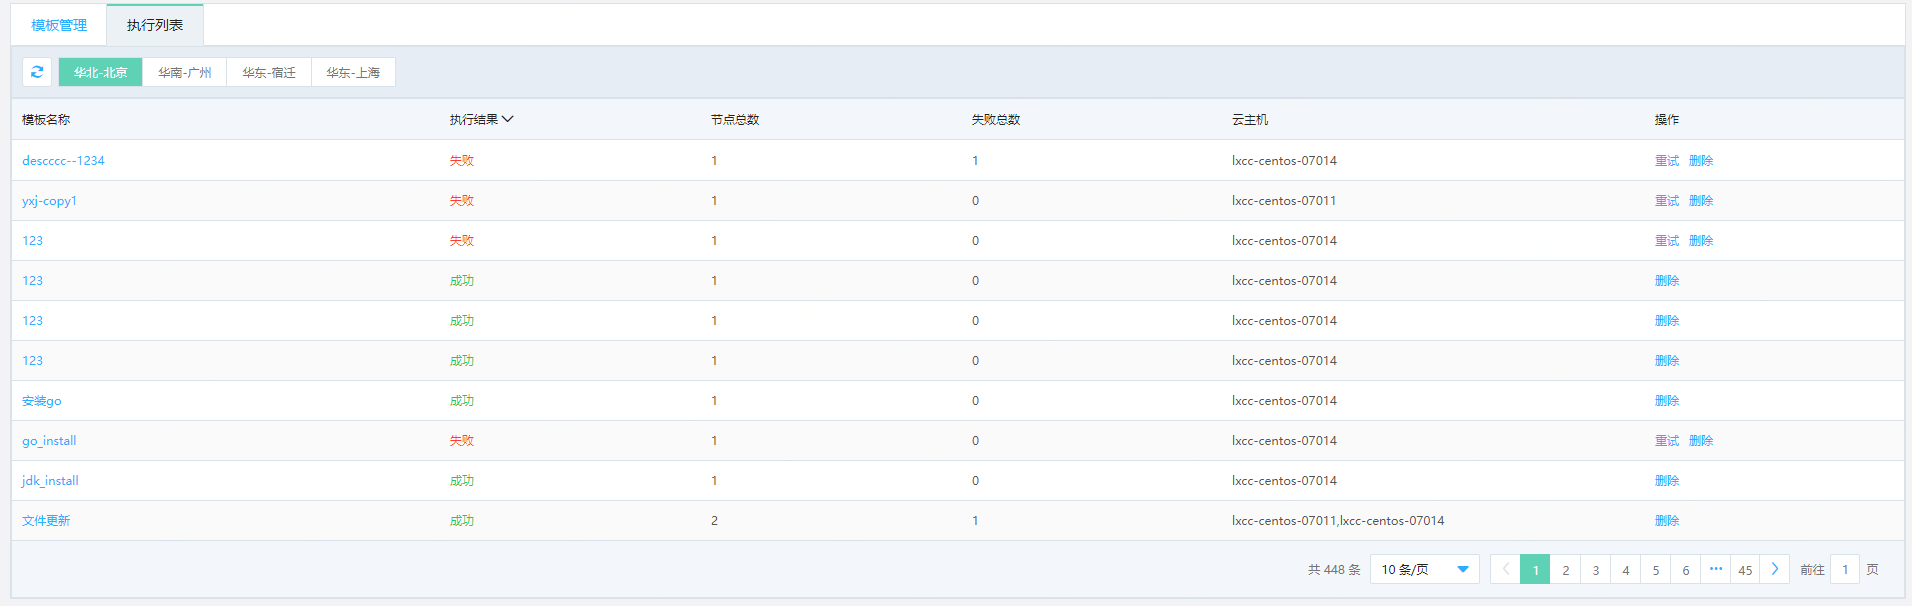 模板管理 执行列表
华北-北京 华南-广州 华东-宿迁 华东-上海
模板名称 执行结果 节点总数 失败总数 云主机 操作
descccc--1234 失败 1 1 lxcc-centos-07014 重试 删除
yxj-copy1 失败 1 0 lxcc-centos-07011 重试 删除
123 失败 1 0 lxcc-centos-07014 重试 删除
123 成功 1 0 lxcc-centos-07014 删除
123 成功 1 0 lxcc-centos-07014 删除
123 成功 1 0 lxcc-centos-07014 删除
安装go 成功 1 0 lxcc-centos-07014 删除
go_install 失败 1 0 lxcc-centos-07014 重试 删除
jdk_install 成功 1 0 lxcc-centos-07014 删除
文件更新 成功 2 1 lxcc-centos-07011,lxcc-centos-07014 删除
共 448 条 10 条/页 1 2 3 4 5 6 ··· 45 前往 1 页